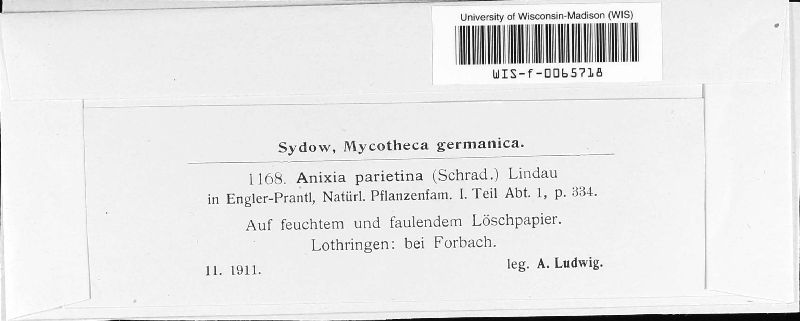 University of Wisconsin-Madison (WIS)
WIS-f-0065718
Sydow, Mycotheca germanica.
1168. Anixia parietina (Schrad.) Lindau
in Engler-Prantl, Natürl. Pflanzenfam. I. Teil Abt. 1, p. 334.
Auf feuchtem und faulendem Löschpapier.
Lothringen: bei Forbach.
11. 1911. leg. A. Ludwig.